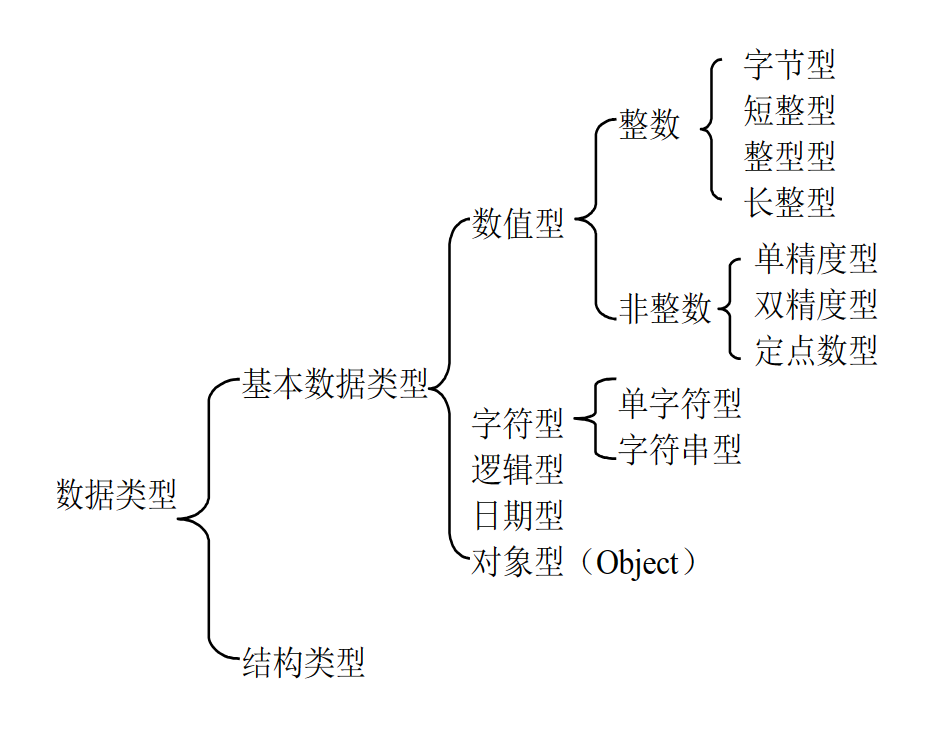 字节型
短整型
整型型
长整型
整数
数值型
单精度型
双精度型
定点数型
非整数
基本数据类型
单字符型
字符串型
字符型
逻辑型
日期型
对象型（Object）
数据类型
结构类型